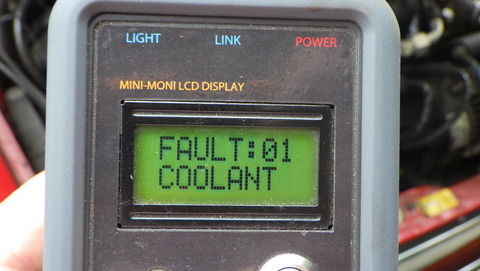 LIGHT LINK POWER
MINI-MONI LCD DISPLAY
FAULT:01
COOLANT